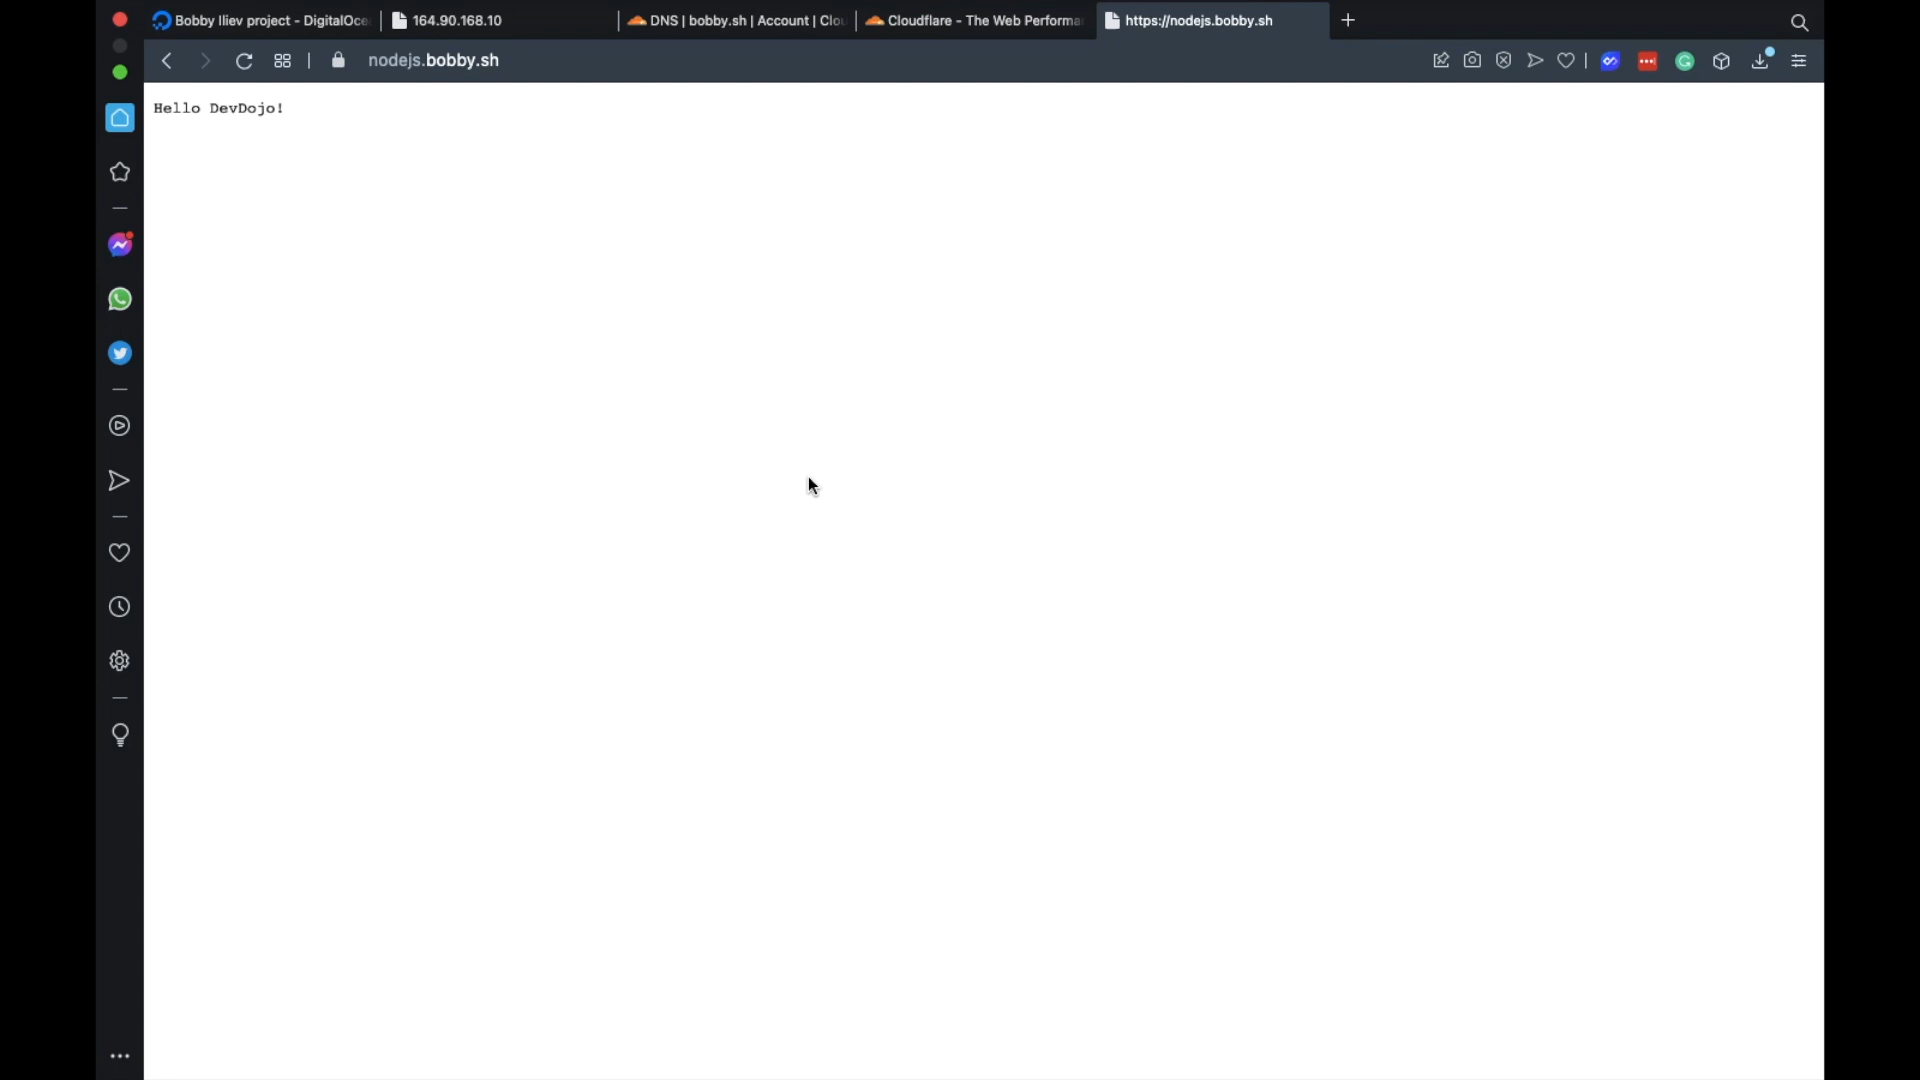 Bobby Iliev project - DigitalOce
164.90.168.10
DNS | bobby.sh | Account | Clou
Cloudflare - The Web Performa
https://nodejs.bobby.sh
nodejs.bobby.sh
Hello DevDojo!